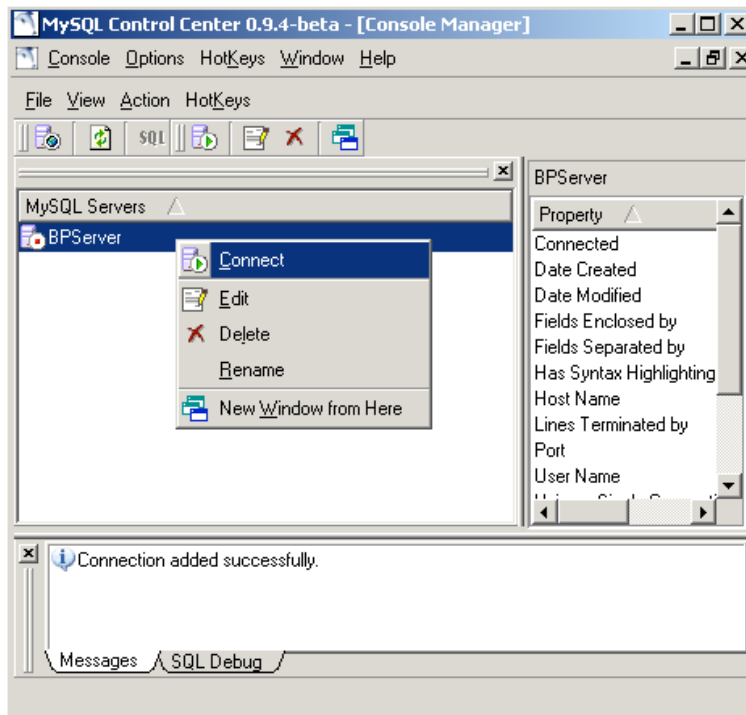 MySQL Control Center 0.9.4-beta - [Console Manager]
Console Options HotKeys Window Help
File View Action HotKeys
SQL
MySQL Servers
BPServer
Connect
Edit
Delete
Rename
New Window from Here
BPServer
Property
Connected
Date Created
Date Modified
Fields Enclosed by
Fields Separated by
Has Syntax Highlighting
Host Name
Lines Terminated by
Port
User Name
Connection added successfully.
Messages SQL Debug